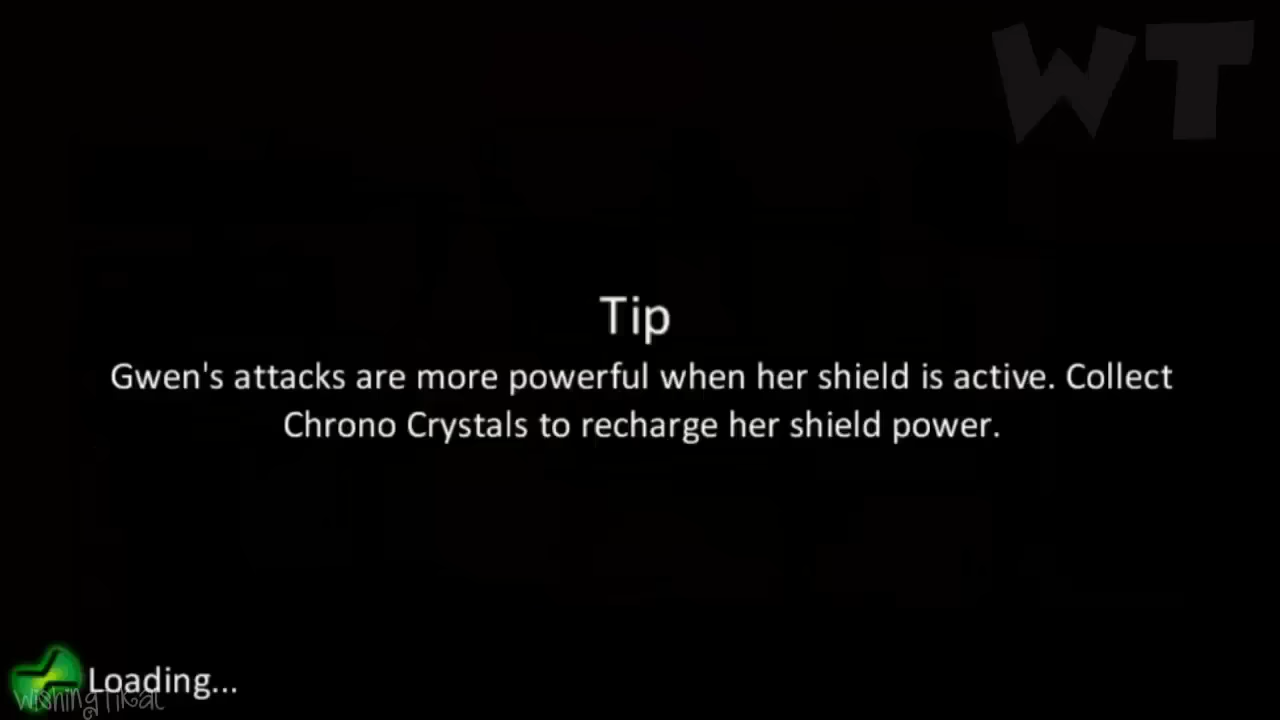 WT
Tip
Gwen's attacks are more powerful when her shield is active. Collect
Chrono Crystals to recharge her shield power.
Loading...
WishingTikal